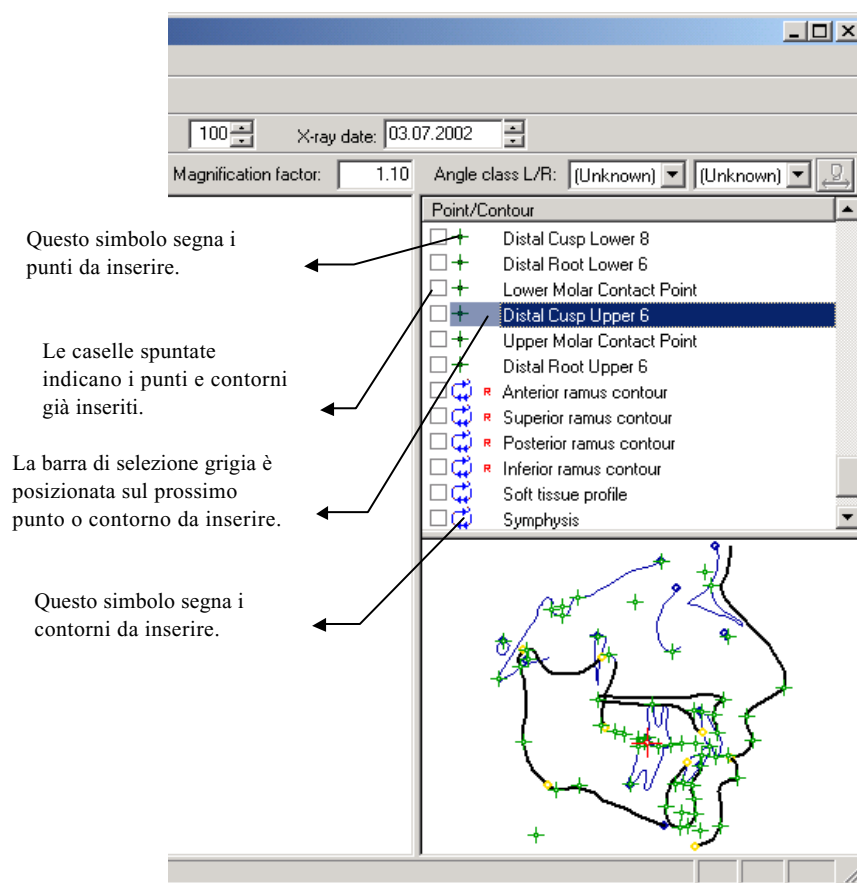 100 X-ray date: 03.07.2002
Magnification factor: 1.10 Angle class L/R: (Unknown) (Unknown)
Point/Contour
Distal Cusp Lower 8
Distal Root Lower 6
Lower Molar Contact Point
Distal Cusp Upper 6
Upper Molar Contact Point
Distal Root Upper 6
R Anterior ramus contour
R Superior ramus contour
R Posterior ramus contour
R Inferior ramus contour
Soft tissue profile
Symphysis
Questo simbolo segna i
punti da inserire.
Le caselle spuntate
indicano i punti e contorni
già inseriti.
La barra di selezione grigia è
posizionata sul prossimo
punto o contorno da inserire.
Questo simbolo segna i
contorni da inserire.